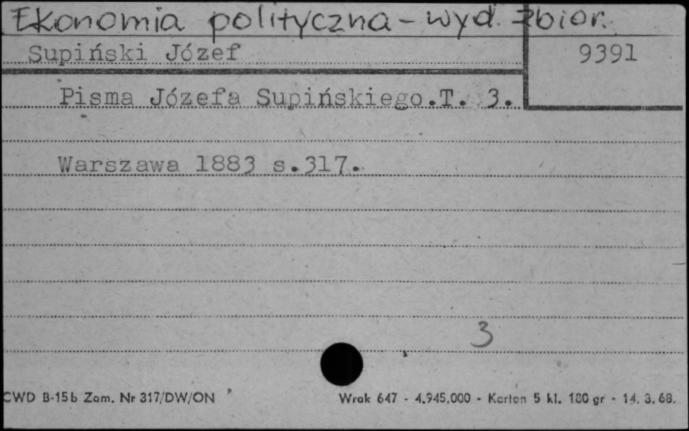 Ekonomia polityczna - wyd. zbior.
Supiński Józef 9391
Pisma Józefa Supińskiego.T. 3.
Warszawa 1883 s.317.
3
CWD B-15b Zam. Nr 317/DW/ON Wrak 647 - 4.945.000 - Karton 5 kl. 180 gr - 14. 3. 68.